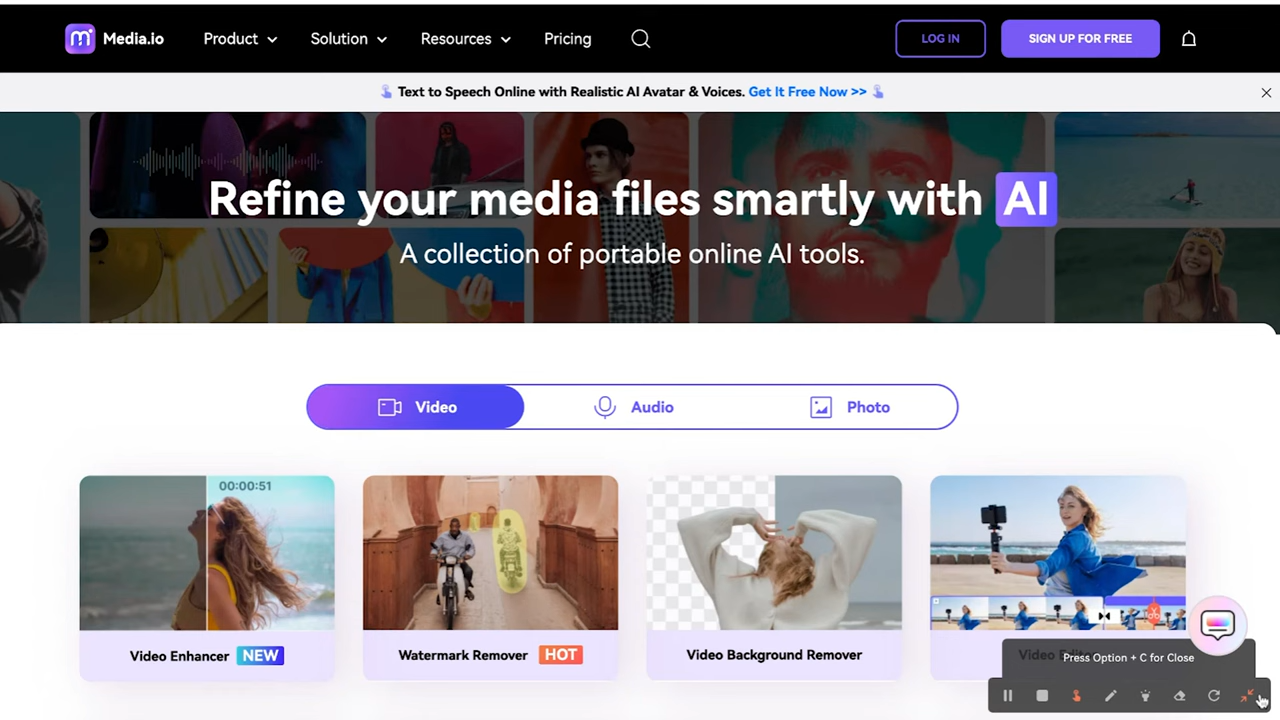 Media.io
Product
Solution
Resources
Pricing
LOG IN
SIGN UP FOR FREE
Text to Speech Online with Realistic AI Avatar & Voices. Get It Free Now >>
Refine your media files smartly with AI
A collection of portable online AI tools.
Video
Audio
Photo
00:00:51
Video Enhancer NEW
Watermark Remover HOT
Video Background Remover
Press Option + C for Close